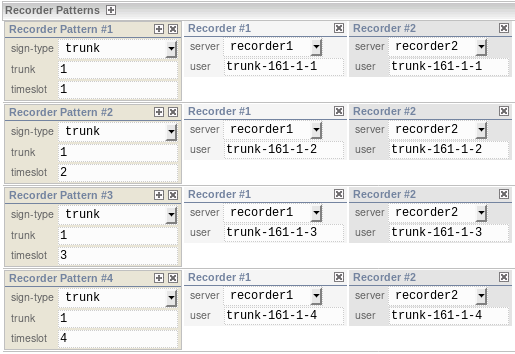 Recorder Patterns
Recorder Pattern #1 Recorder #1 Recorder #2
sign-type trunk server recorder1 server recorder2
trunk 1 user trunk-161-1-1 user trunk-161-1-1
timeslot 1
Recorder Pattern #2 Recorder #1 Recorder #2
sign-type trunk server recorder1 server recorder2
trunk 1 user trunk-161-1-2 user trunk-161-1-2
timeslot 2
Recorder Pattern #3 Recorder #1 Recorder #2
sign-type trunk server recorder1 server recorder2
trunk 1 user trunk-161-1-3 user trunk-161-1-3
timeslot 3
Recorder Pattern #4 Recorder #1 Recorder #2
sign-type trunk server recorder1 server recorder2
trunk 1 user trunk-161-1-4 user trunk-161-1-4
timeslot 4